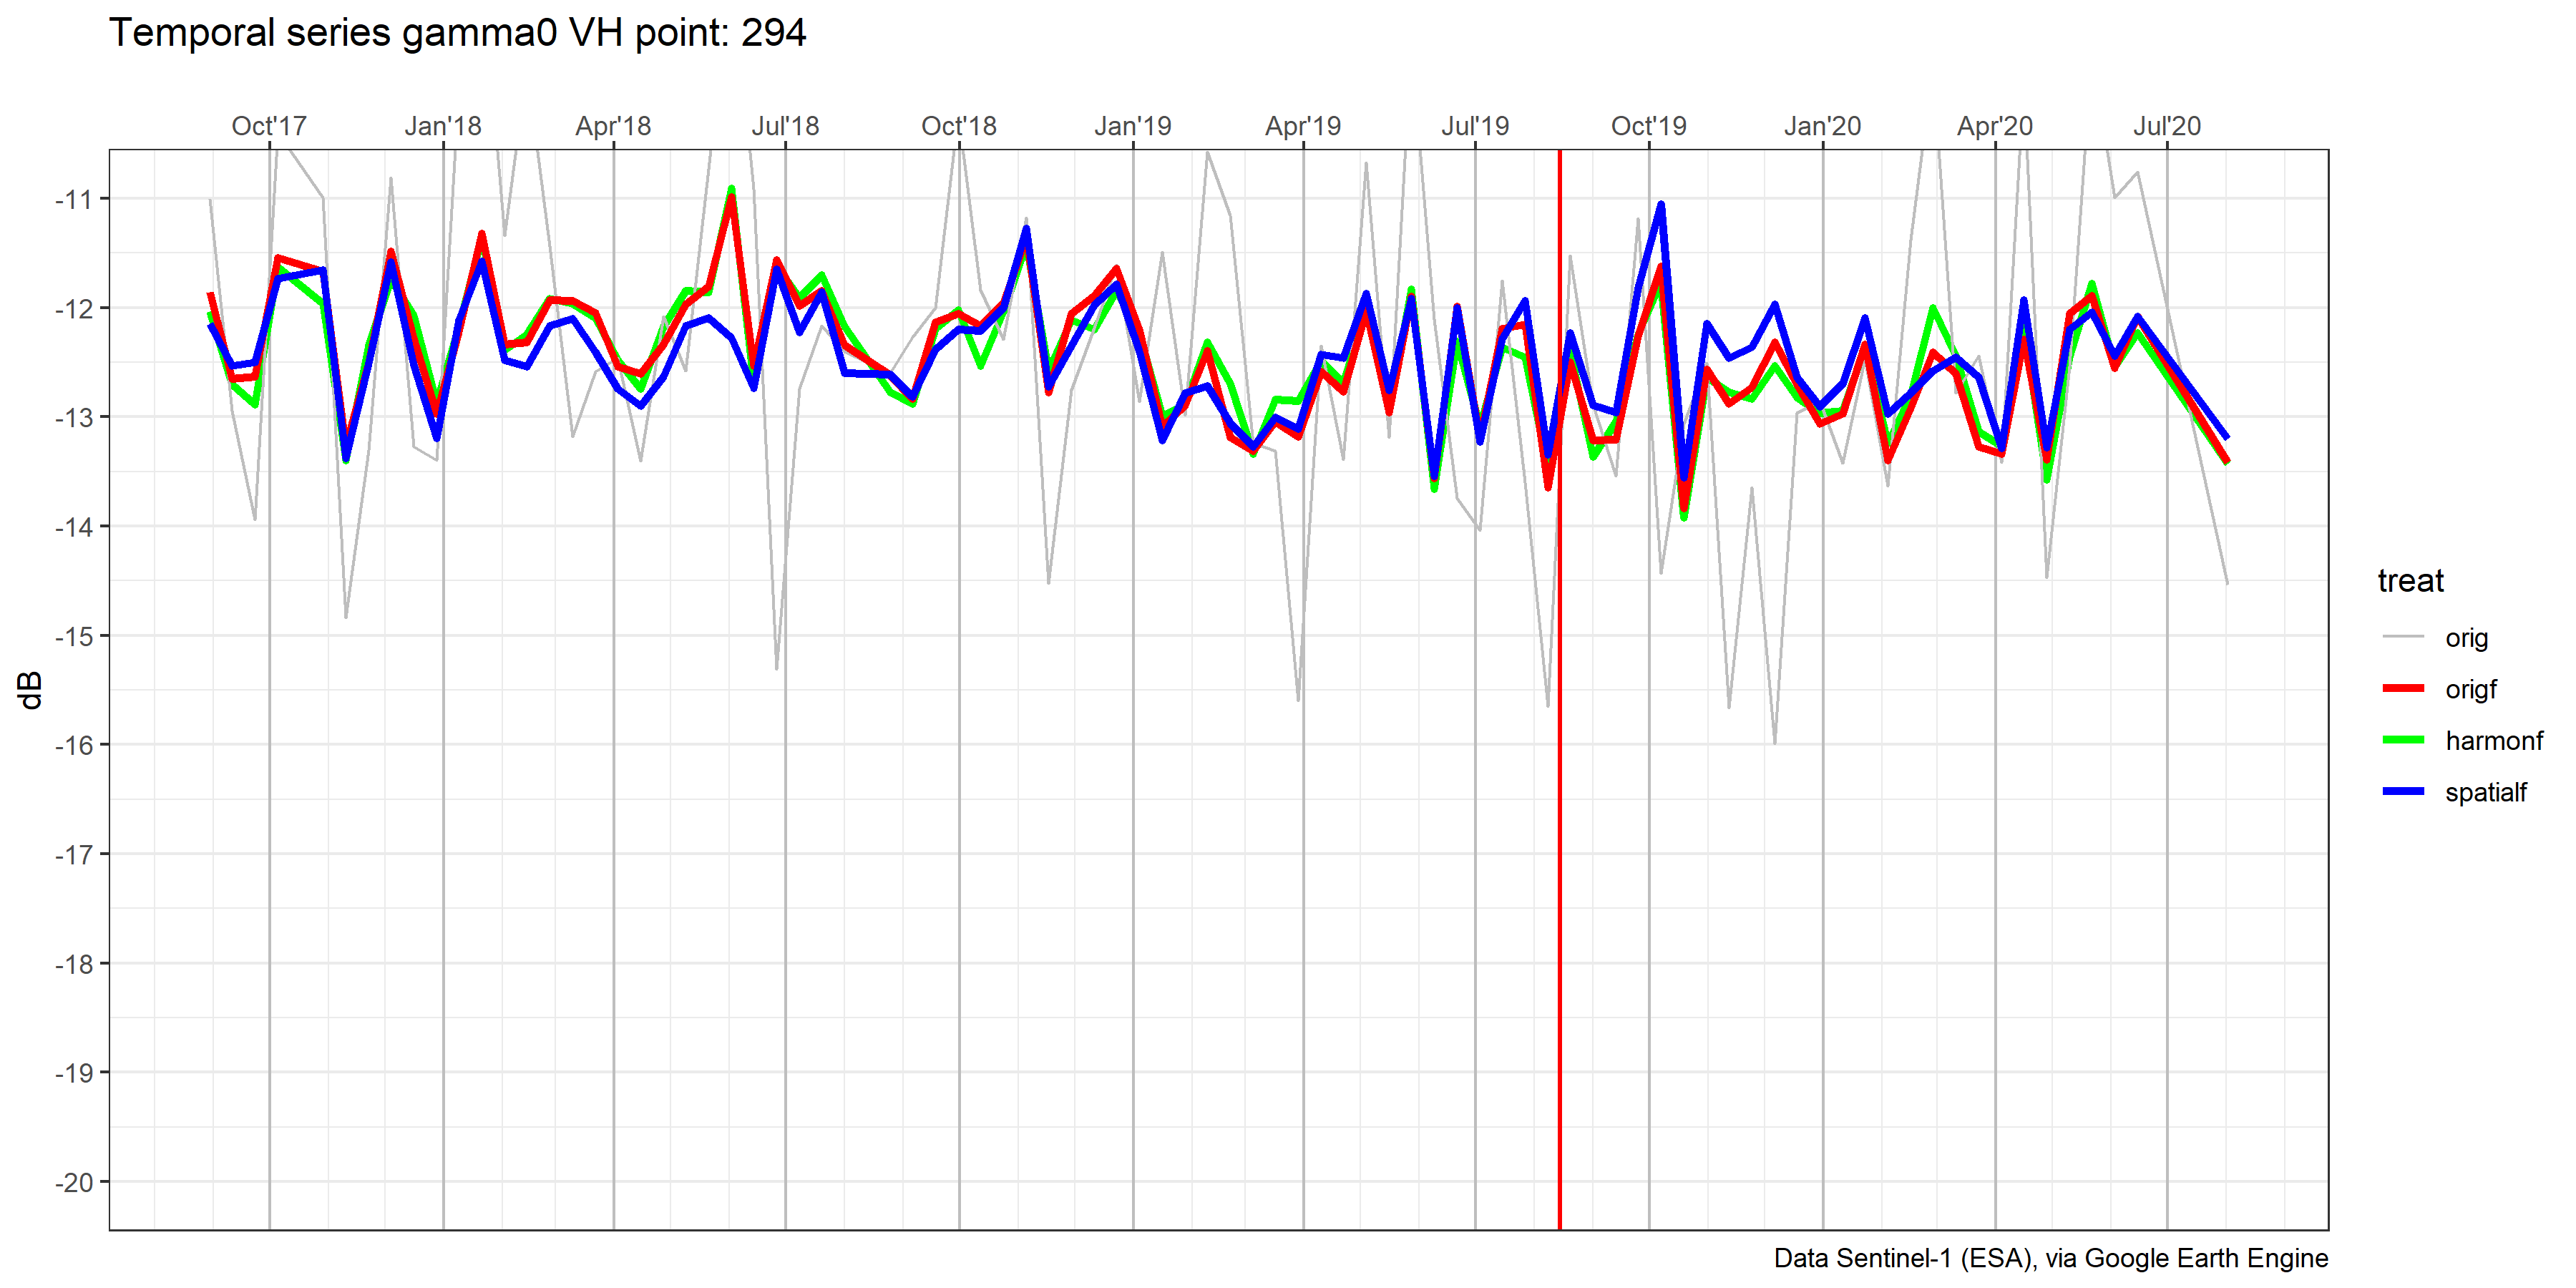 Temporal series gamma0 VH point: 294
Oct'17 Jan'18 Apr'18 Jul'18 Oct'18 Jan'19 Apr'19 Jul'19 Oct'19 Jan'20 Apr'20 Jul'20
-11
-12
-13
-14
-15
-16
-17
-18
-19
-20
dB
treat
orig
origf
harmonf
spatialf
Data Sentinel-1 (ESA), via Google Earth Engine